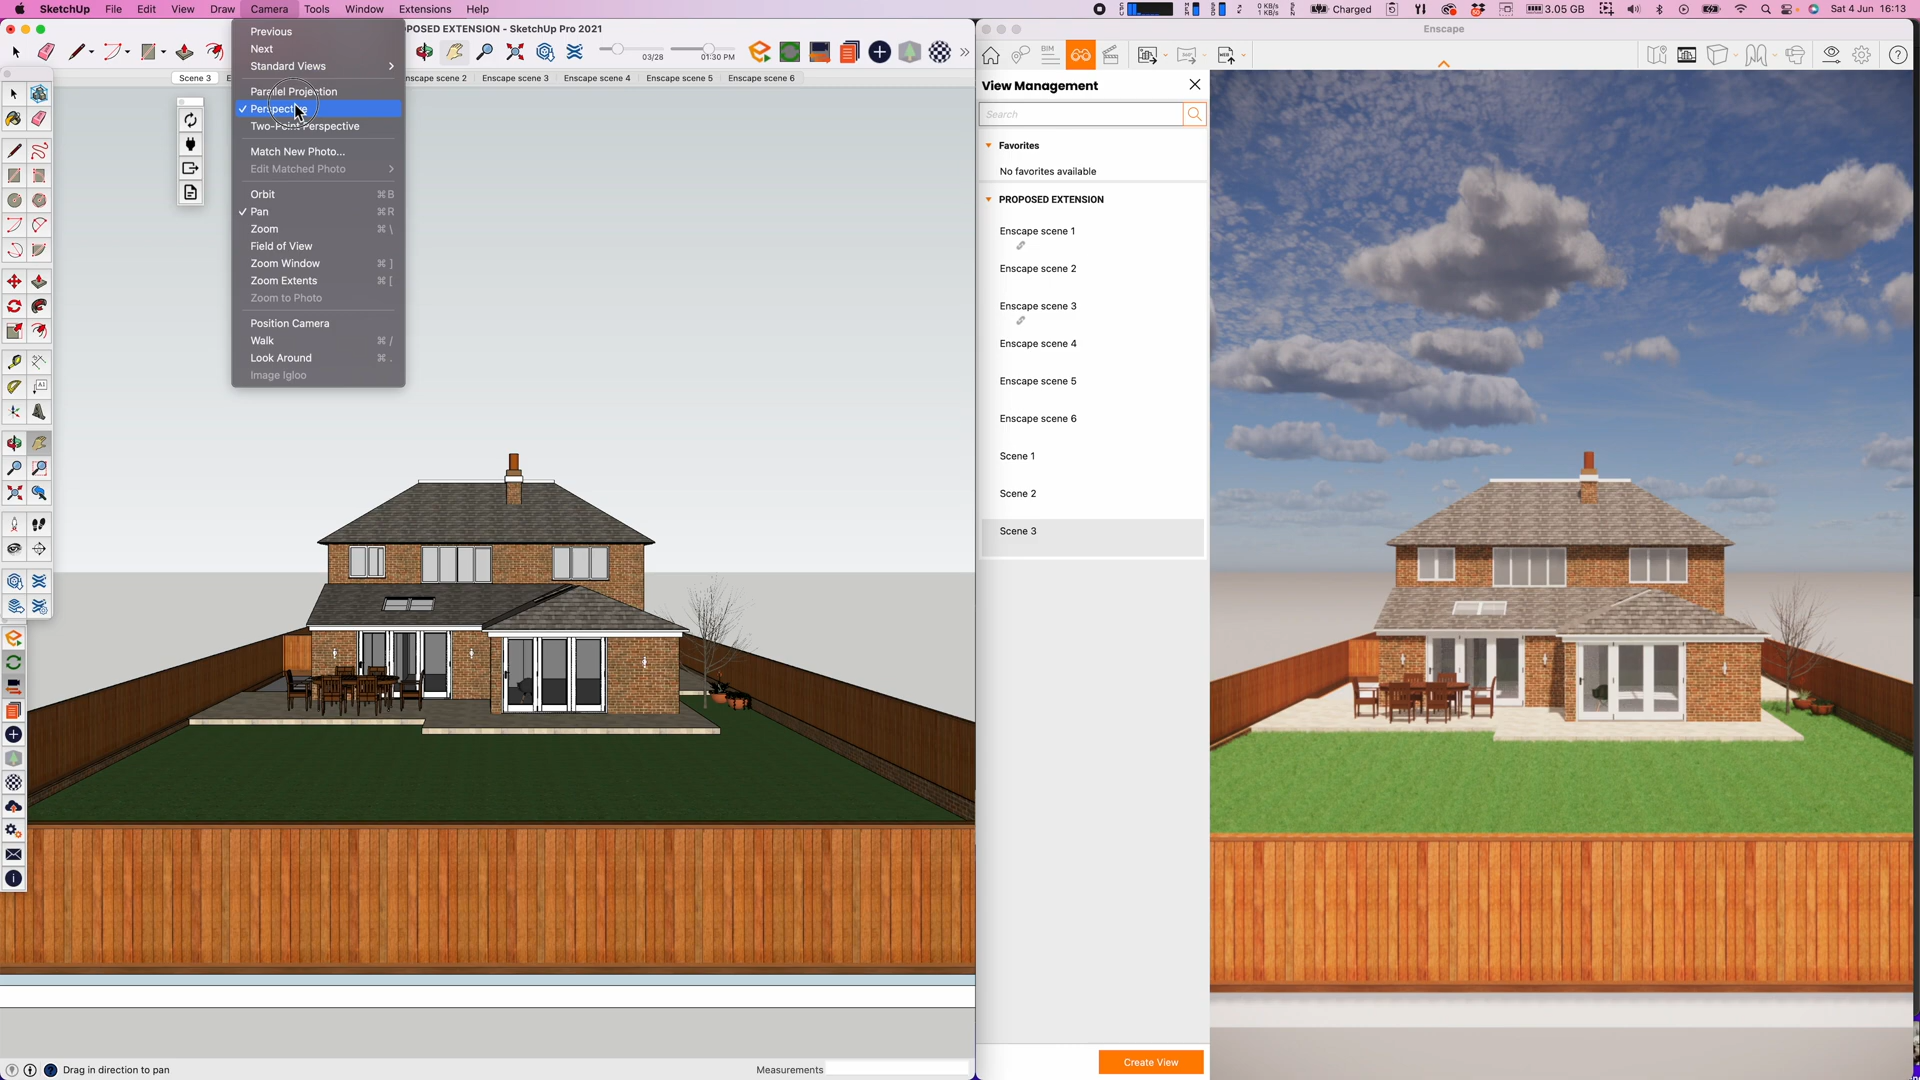 SketchUp File Edit View Draw Camera Tools Window Extensions Help
0 KB/s
0 KB/s
Charged
3.05 GB
Sat 4 Jun 16:13
POSED EXTENSION - SketchUp Pro 2021
Enscape
03/28
01:30 PM
Scene 3
nscape scene 2
Enscape scene 3
Enscape scene 4
Enscape scene 5
Enscape scene 6
Previous
Next
Standard Views
Parallel Projection
Perspective
Two-Point Perspective
Match New Photo...
Edit Matched Photo
Orbit ⌘B
Pan ⌘R
Zoom ⌘\
Field of View
Zoom Window ⌘]
Zoom Extents ⌘[
Zoom to Photo
Position Camera
Walk ⌘/
Look Around ⌘.
Image Igloo
BIM
View Management
Search
Favorites
No favorites available
PROPOSED EXTENSION
Enscape scene 1
Enscape scene 2
Enscape scene 3
Enscape scene 4
Enscape scene 5
Enscape scene 6
Scene 1
Scene 2
Scene 3
Create View
Drag in direction to pan
Measurements